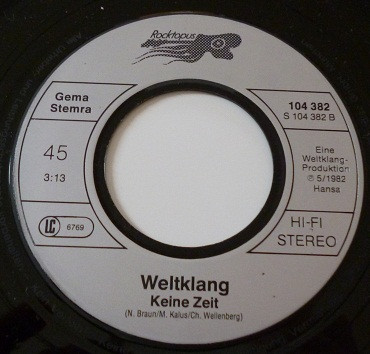 Rocktopus
Gema
Stemra
45
3:13
LC
6769
104 382
S 104 382 B
Eine
Weltklang-
Produktion
℗ 5/1982
Hansa
HI-FI
STEREO
Weltklang
Keine Zeit
(N. Braun/M. Kalus/Ch. Wellenberg)